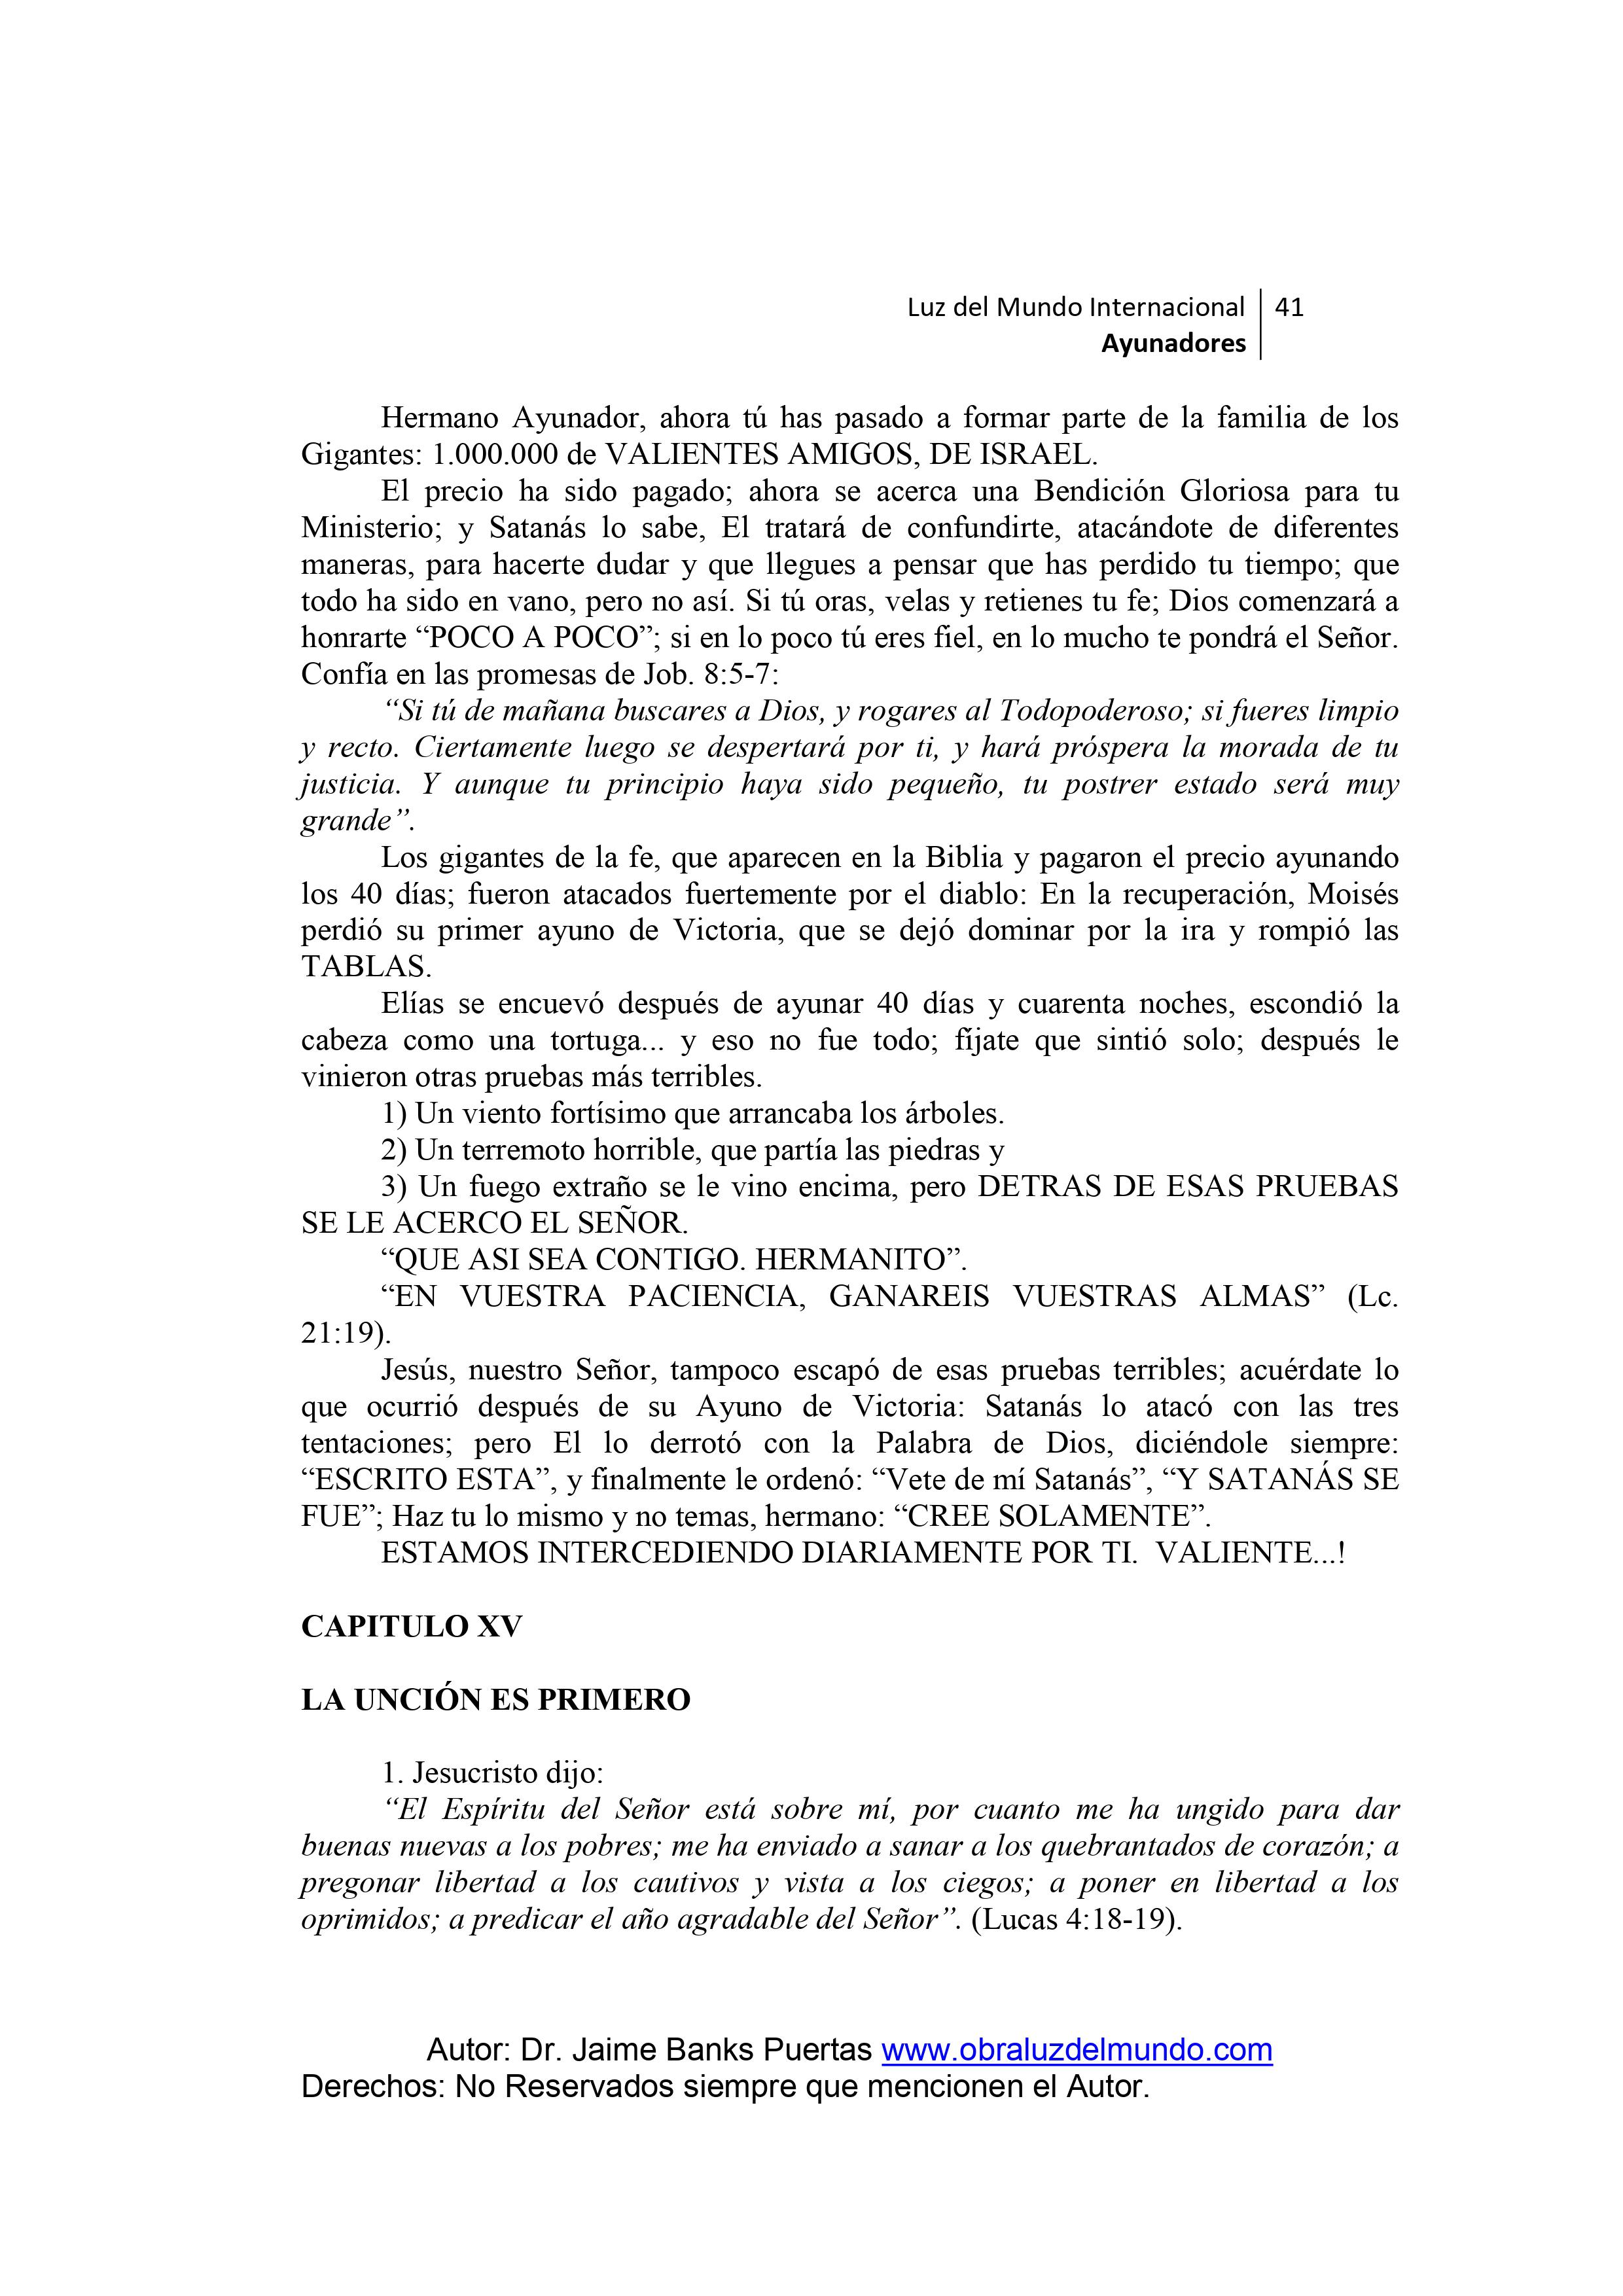 Luz del Mundo Internacional 41
Ayunadores
Hermano Ayunador, ahora tú has pasado a formar parte de la familia de los
Gigantes: 1.000.000 de VALIENTES AMIGOS, DE ISRAEL.
El precio ha sido pagado; ahora se acerca una Bendición Gloriosa para tu
Ministerio; y Satanás lo sabe, El tratará de confundirte, atacándote de diferentes
maneras, para hacerte dudar y que llegues a pensar que has perdido tu tiempo; que
todo ha sido en vano, pero no así. Si tú oras, velas y retienes tu fe; Dios comenzará a
honrarte “POCO A POCO”; si en lo poco tú eres fiel, en lo mucho te pondrá el Señor.
Confía en las promesas de Job. 8:5-7:
“Si tú de mañana buscares a Dios, y rogares al Todopoderoso; si fueres limpio
y recto. Ciertamente luego se despertará por ti, y hará próspera la morada de tu
justicia. Y aunque tu principio haya sido pequeño, tu postrer estado será muy
grande”.
Los gigantes de la fe, que aparecen en la Biblia y pagaron el precio ayunando
los 40 días; fueron atacados fuertemente por el diablo: En la recuperación, Moisés
perdió su primer ayuno de Victoria, que se dejó dominar por la ira y rompió las
TABLAS.
Elías se encuevó después de ayunar 40 días y cuarenta noches, escondió la
cabeza como una tortuga... y eso no fue todo; fíjate que sintió solo; después le
vinieron otras pruebas más terribles.
1) Un viento fortísimo que arrancaba los árboles.
2) Un terremoto horrible, que partía las piedras y
3) Un fuego extraño se le vino encima, pero DETRAS DE ESAS PRUEBAS
SE LE ACERCO EL SEÑOR.
“QUE ASI SEA CONTIGO. HERMANITO”.
“EN VUESTRA PACIENCIA, GANAREIS VUESTRAS ALMAS” (Lc.
21:19).
Jesús, nuestro Señor, tampoco escapó de esas pruebas terribles; acuérdate lo
que ocurrió después de su Ayuno de Victoria: Satanás lo atacó con las tres
tentaciones; pero El lo derrotó con la Palabra de Dios, diciéndole siempre:
“ESCRITO ESTA”, y finalmente le ordenó: “Vete de mí Satanás”, “Y SATANÁS SE
FUE”; Haz tu lo mismo y no temas, hermano: “CREE SOLAMENTE”.
ESTAMOS INTERCEDIENDO DIARIAMENTE POR TI.  VALIENTE...!
CAPITULO XV
LA UNCIÓN ES PRIMERO
1. Jesucristo dijo:
“El Espíritu del Señor está sobre mí, por cuanto me ha ungido para dar
buenas nuevas a los pobres; me ha enviado a sanar a los quebrantados de corazón; a
pregonar libertad a los cautivos y vista a los ciegos; a poner en libertad a los
oprimidos; a predicar el año agradable del Señor”. (Lucas 4:18-19).
Autor: Dr. Jaime Banks Puertas www.obraluzdelmundo.com
Derechos: No Reservados siempre que mencionen el Autor.